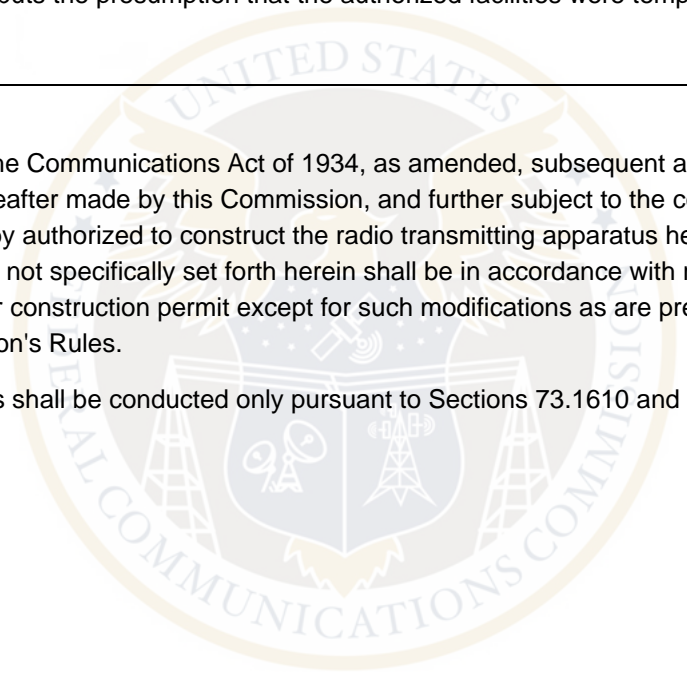 uts the presumption that the authorized facilities were temp
ne Communications Act of 1934, as amended, subsequent a
eafter made by this Commission, and further subject to the c
by authorized to construct the radio transmitting apparatus he
not specifically set forth herein shall be in accordance with
r construction permit except for such modifications as are pre
on's Rules.
s shall be conducted only pursuant to Sections 73.1610 and
UNITED STATES
FEDERAL COMMUNICATIONS COMMISSION